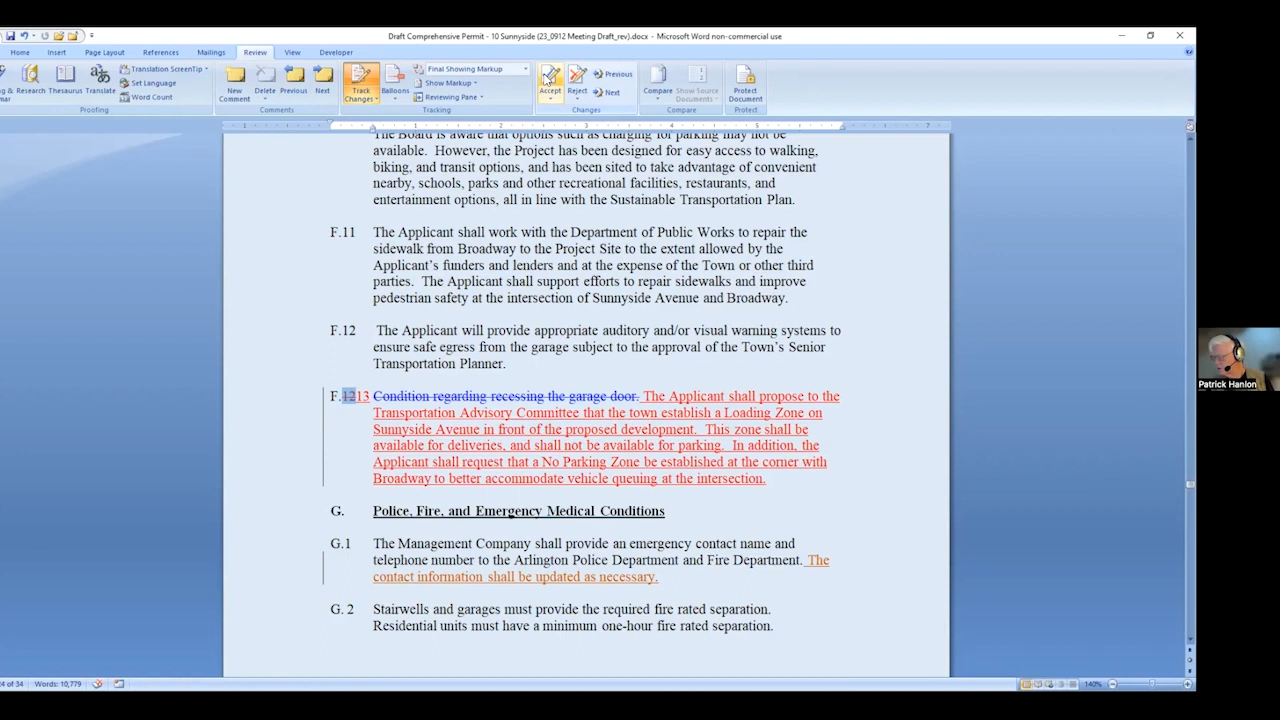 Draft Comprehensive Permit - 10 Sunnyside (23_0912 Meeting Draft_rev).docx - Microsoft Word non-commercial use
Home Insert Page Layout References Mailings Review View Developer
Research Thesaurus Translate
Translation ScreenTip
Set Language
Word Count
New Comment Delete Previous Next
Track Changes Balloons
Final Showing Markup
Show Markup
Reviewing Pane
Accept Reject
Previous
Next
Compare Show Source Documents
Protect Document
Proofing Comments Tracking Changes Compare Protect
The Board is aware that options such as charging for parking may not be
available. However, the Project has been designed for easy access to walking,
biking, and transit options, and has been sited to take advantage of convenient
nearby, schools, parks and other recreational facilities, restaurants, and
entertainment options, all in line with the Sustainable Transportation Plan.
F.11 The Applicant shall work with the Department of Public Works to repair the
sidewalk from Broadway to the Project Site to the extent allowed by the
Applicant's funders and lenders and at the expense of the Town or other third
parties. The Applicant shall support efforts to repair sidewalks and improve
pedestrian safety at the intersection of Sunnyside Avenue and Broadway.
F.12 The Applicant will provide appropriate auditory and/or visual warning systems to
ensure safe egress from the garage subject to the approval of the Town's Senior
Transportation Planner.
F.1213 Condition regarding recessing the garage door. The Applicant shall propose to the
Transportation Advisory Committee that the town establish a Loading Zone on
Sunnyside Avenue in front of the proposed development. This zone shall be
available for deliveries, and shall not be available for parking. In addition, the
Applicant shall request that a No Parking Zone be established at the corner with
Broadway to better accommodate vehicle queuing at the intersection.
G. Police, Fire, and Emergency Medical Conditions
G.1 The Management Company shall provide an emergency contact name and
telephone number to the Arlington Police Department and Fire Department. The
contact information shall be updated as necessary.
G. 2 Stairwells and garages must provide the required fire rated separation.
Residential units must have a minimum one-hour fire rated separation.
Patrick Hanlon
24 of 34 Words: 10,779 140%